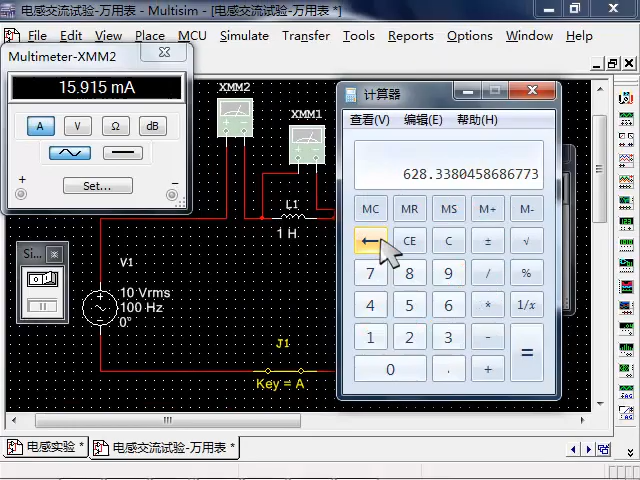 电感交流试验-万用表 - Multisim - [电感交流试验-万用表 *]
File Edit View Place MCU Simulate Transfer Tools Reports Options Window Help
Multimeter-XMM2
15.915 mA
A V Ω dB
+ Set... -
XMM2
XMM1
L1
1 H
Si...
V1
10 Vrms
100 Hz
0°
J1
Key = A
计算器
查看(V) 编辑(E) 帮助(H)
628.3380458686773
MC MR MS M+ M-
← CE C ± √
7 8 9 / %
4 5 6 * 1/x
1 2 3 - =
0 . +
电感实验 * 电感交流试验-万用表 *